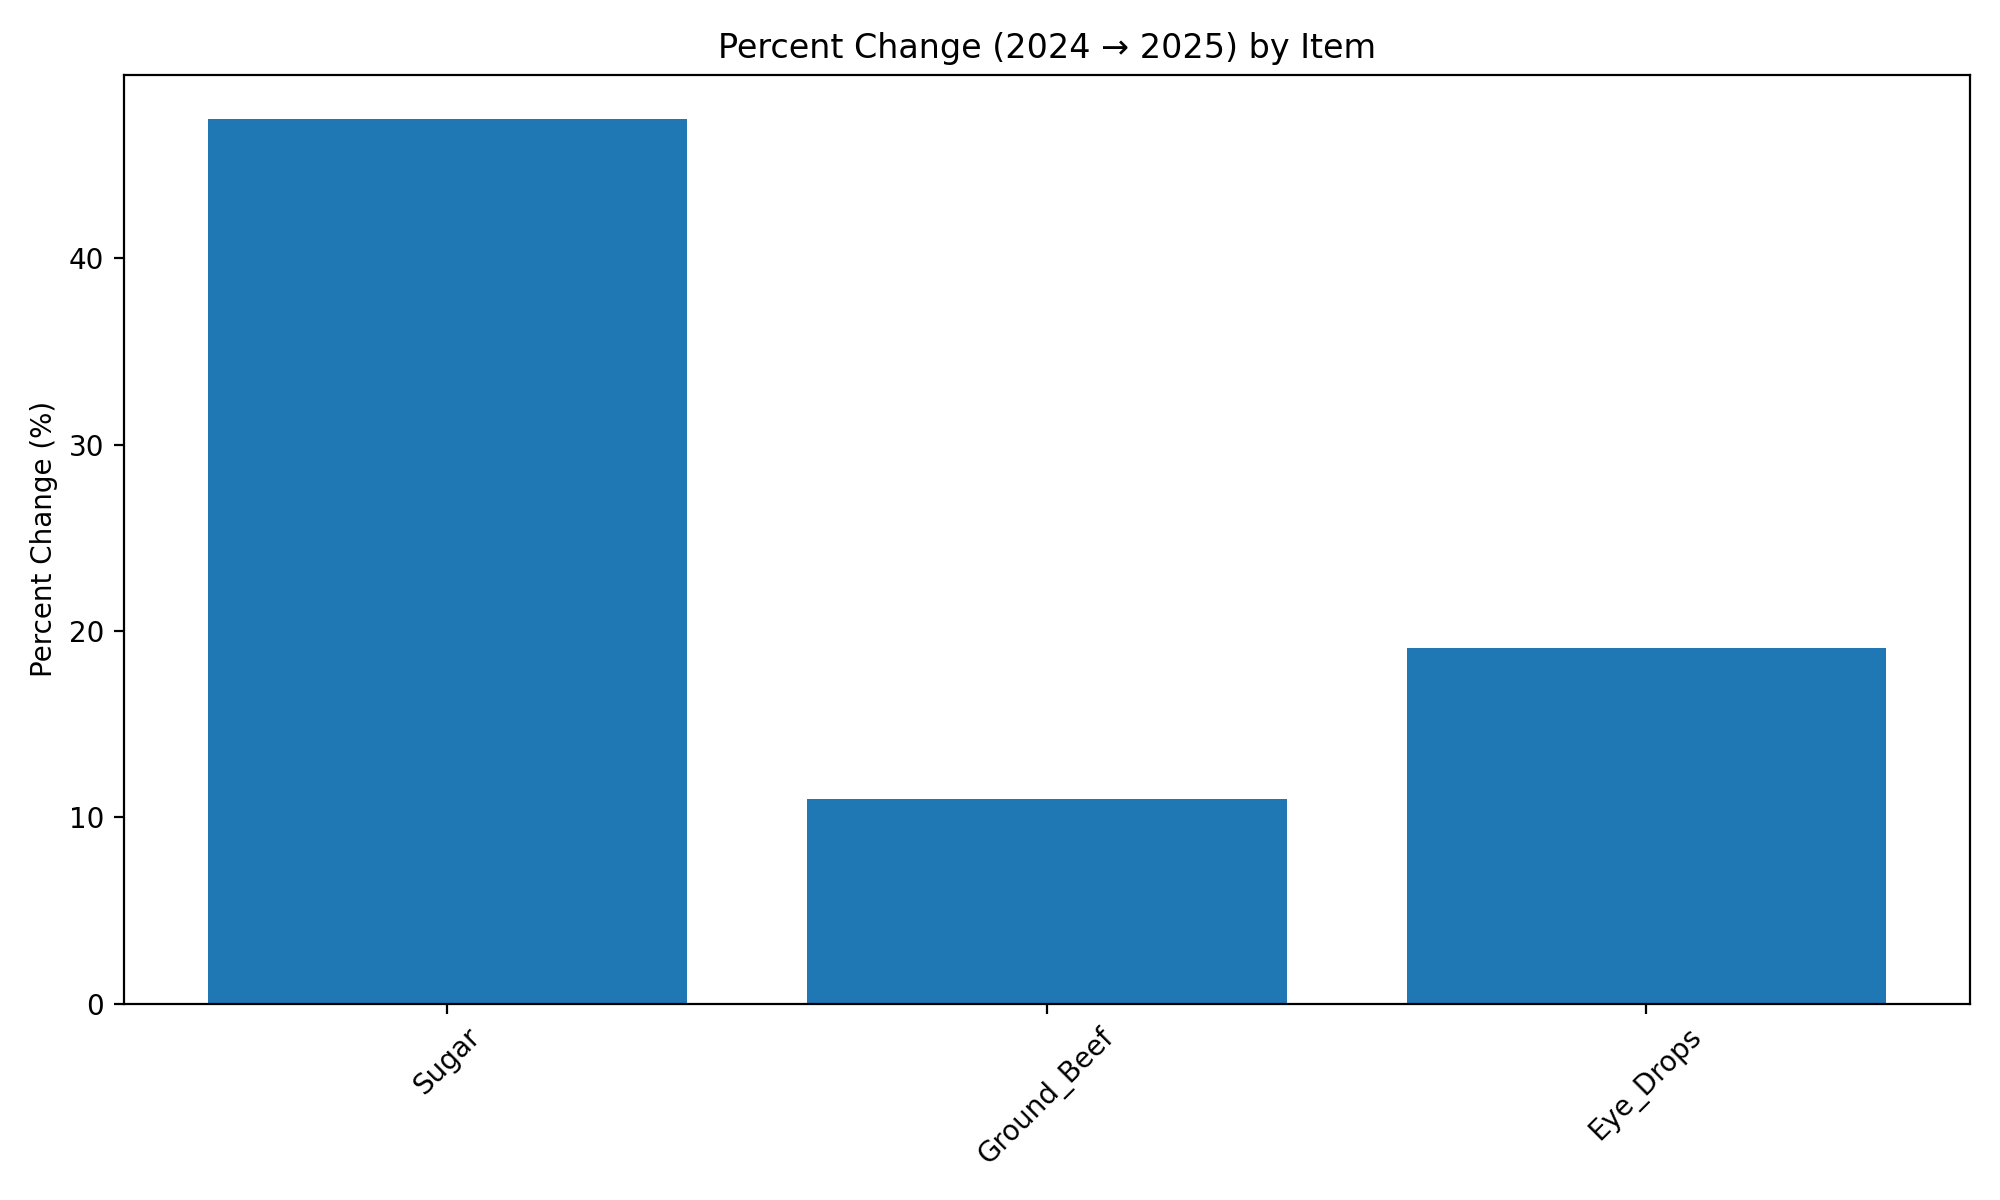 Percent Change (2024 → 2025) by Item
Percent Change (%)
40
30
20
10
0
Sugar
Ground_Beef
Eye_Drops